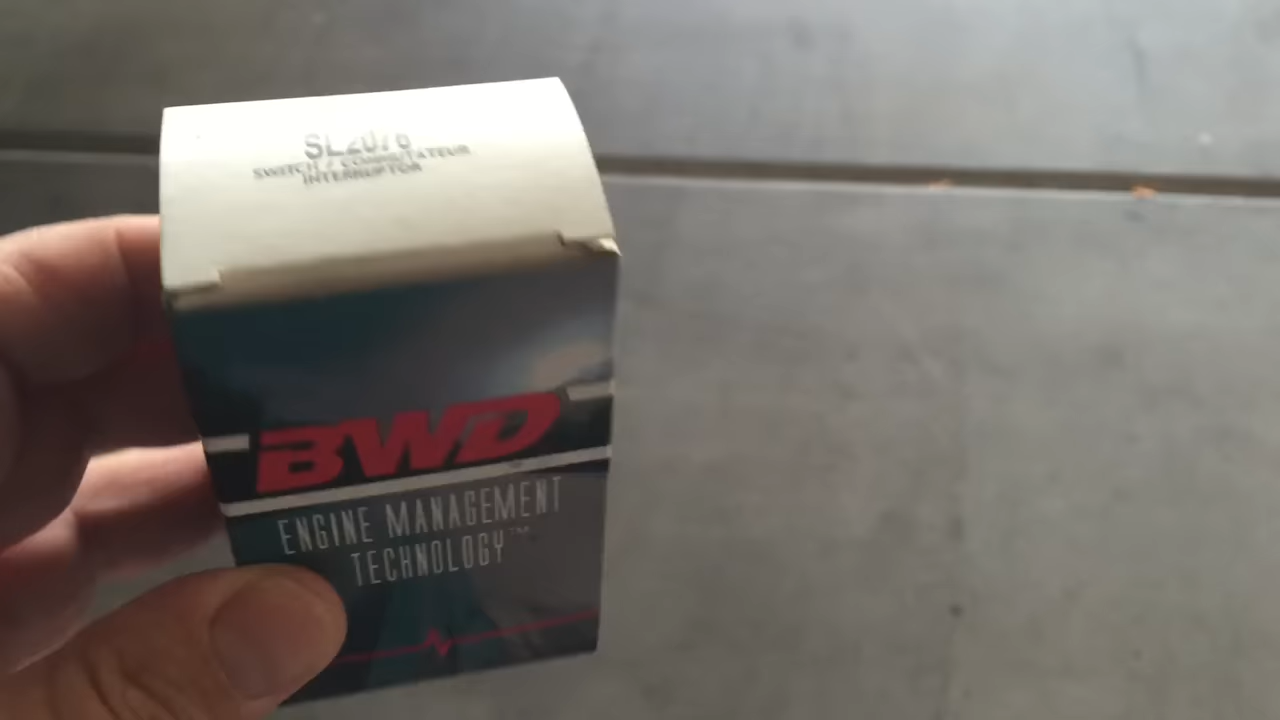 SL2076
SWITCH / COMMUTATEUR
INTERRUPTOR
BWD
ENGINE MANAGEMENT
TECHNOLOGY™